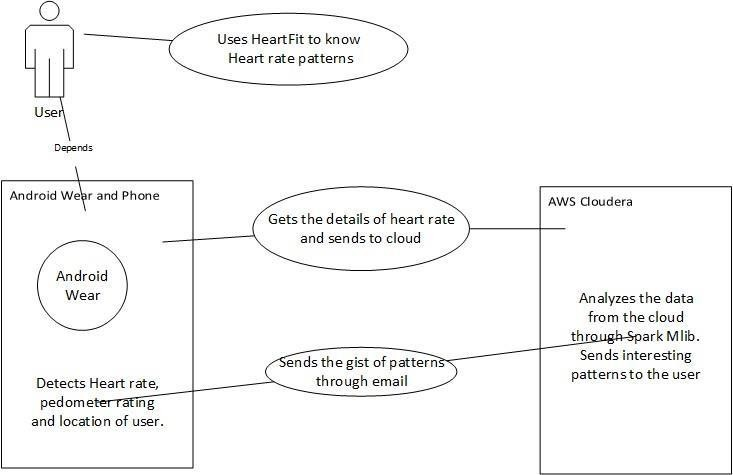 Uses HeartFit to know
Heart rate patterns
User
Depends
Android Wear and Phone
Android
Wear
Detects Heart rate,
pedometer rating
and location of user.
Gets the details of heart rate
and sends to cloud
Sends the gist of patterns
through email
AWS Cloudera
Analyzes the data
from the cloud
through Spark Mlib.
Sends interesting
patterns to the user